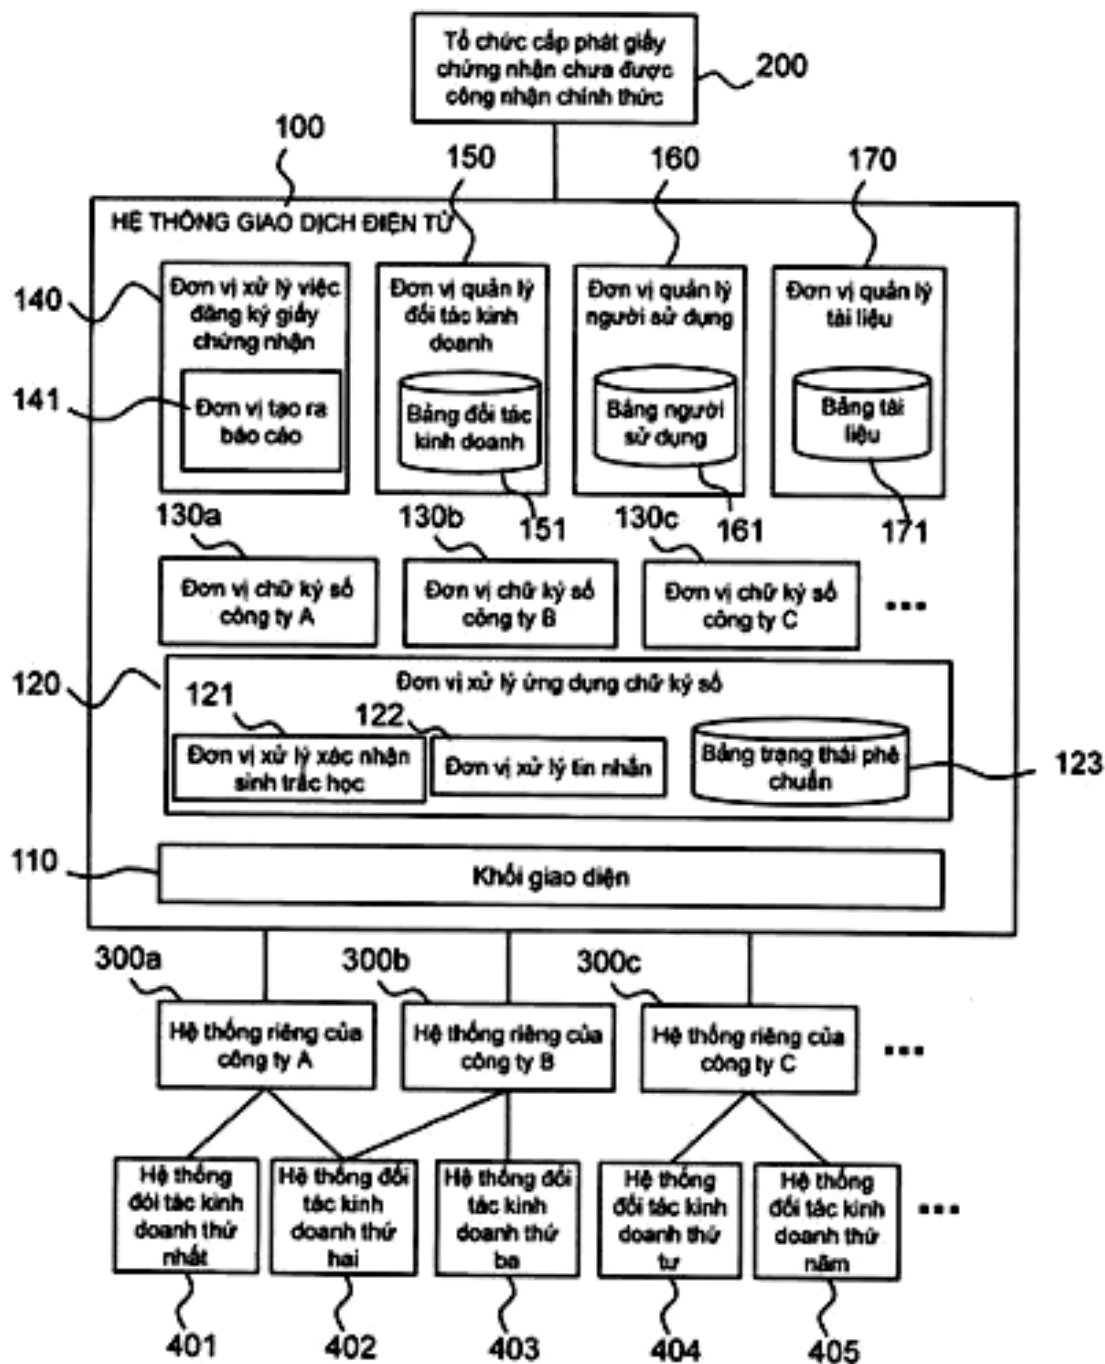 Tổ chức cấp phát giấy
chứng nhận chưa được
công nhận chính thức
200
100
150
160
170
HỆ THỐNG GIAO DỊCH ĐIỆN TỬ
140
Đơn vị xử lý việc
đăng ký giấy
chứng nhận
Đơn vị quản lý
đối tác kinh
doanh
Đơn vị quản lý
người sử dụng
Đơn vị quản lý
tài liệu
141
Đơn vị tạo ra
báo cáo
Bảng đối tác
kinh doanh
Bảng người
sử dụng
Bảng tài
liệu
151
161
171
130a
130b
130c
Đơn vị chữ ký số
công ty A
Đơn vị chữ ký số
công ty B
Đơn vị chữ ký số
công ty C
...
120
Đơn vị xử lý ứng dụng chữ ký số
121
122
Đơn vị xử lý xác nhận
sinh trắc học
Đơn vị xử lý tin nhắn
Bảng trạng thái phê
chuẩn
123
110
Khối giao diện
300a
300b
300c
Hệ thống riêng của
công ty A
Hệ thống riêng của
công ty B
Hệ thống riêng của
công ty C
...
Hệ thống
đối tác kinh
doanh thứ
nhất
Hệ thống đối
tác kinh
doanh thứ
hai
Hệ thống đối
tác kinh
doanh thứ
ba
Hệ thống
đối tác kinh
doanh thứ
tư
Hệ thống
đối tác kinh
doanh thứ
năm
...
401
402
403
404
405